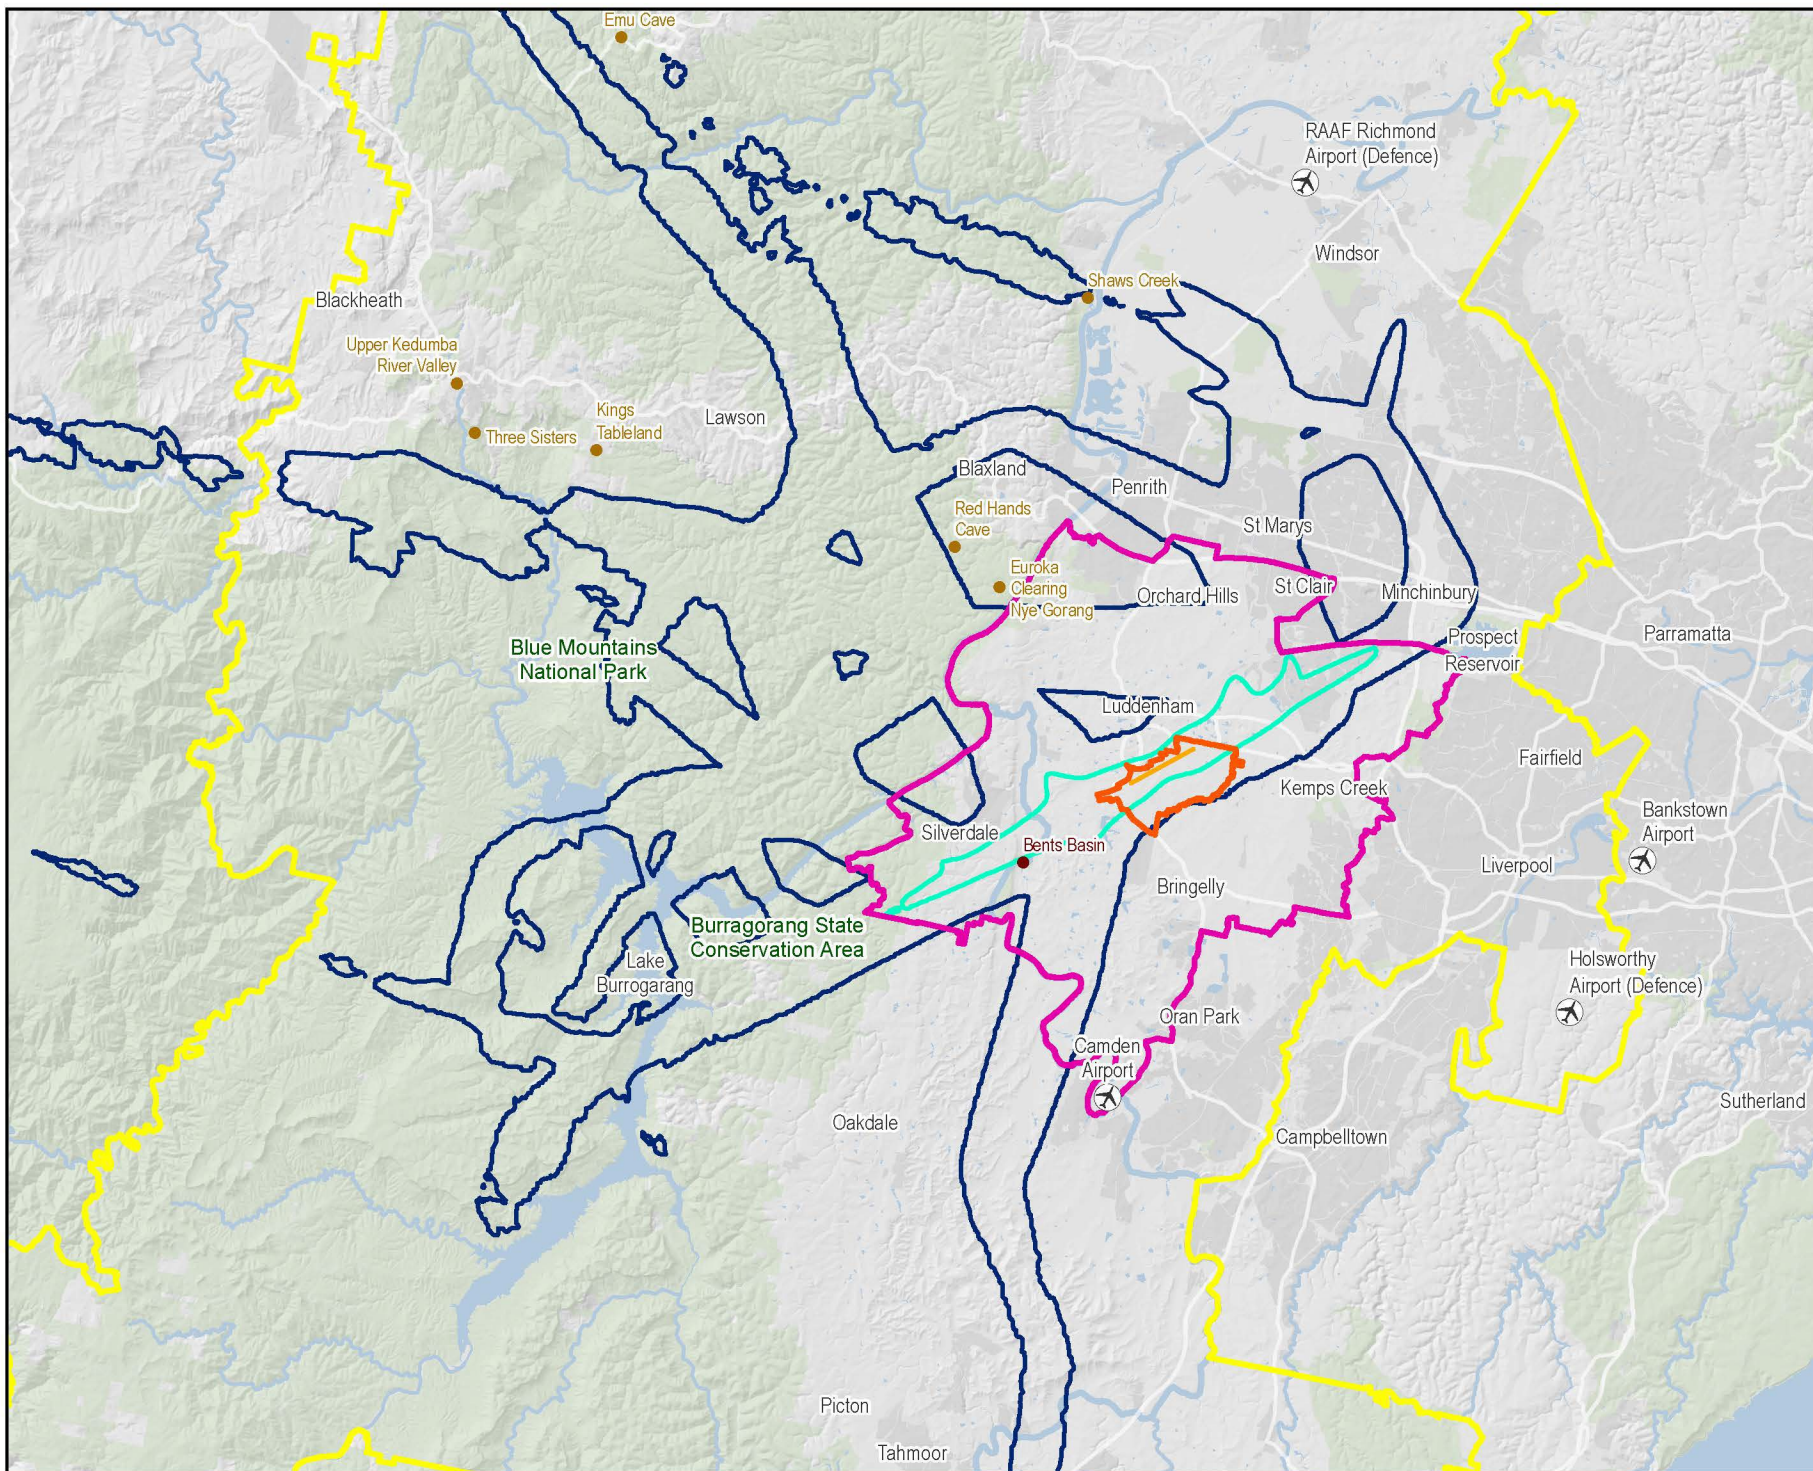 Emu Cave
RAAF Richmond
Airport (Defence)
Windsor
Shaws Creek
Blackheath
Upper Kedumba
River Valley
Kings
Tableland
Three Sisters
Lawson
Blaxland
Penrith
Red Hands
Cave
St Marys
Euroka
Clearing
Nye Gorang
Orchard Hills
St Clair
Minchinbury
Prospect
Reservoir
Parramatta
Blue Mountains
National Park
Luddenham
Fairfield
Kemps Creek
Bankstown
Airport
Silverdale
Bents Basin
Liverpool
Bringelly
Burragorang State
Conservation Area
Lake
Burrogarang
Holsworthy
Airport (Defence)
Oran Park
Camden
Airport
Sutherland
Oakdale
Campbelltown
Picton
Tahmoor